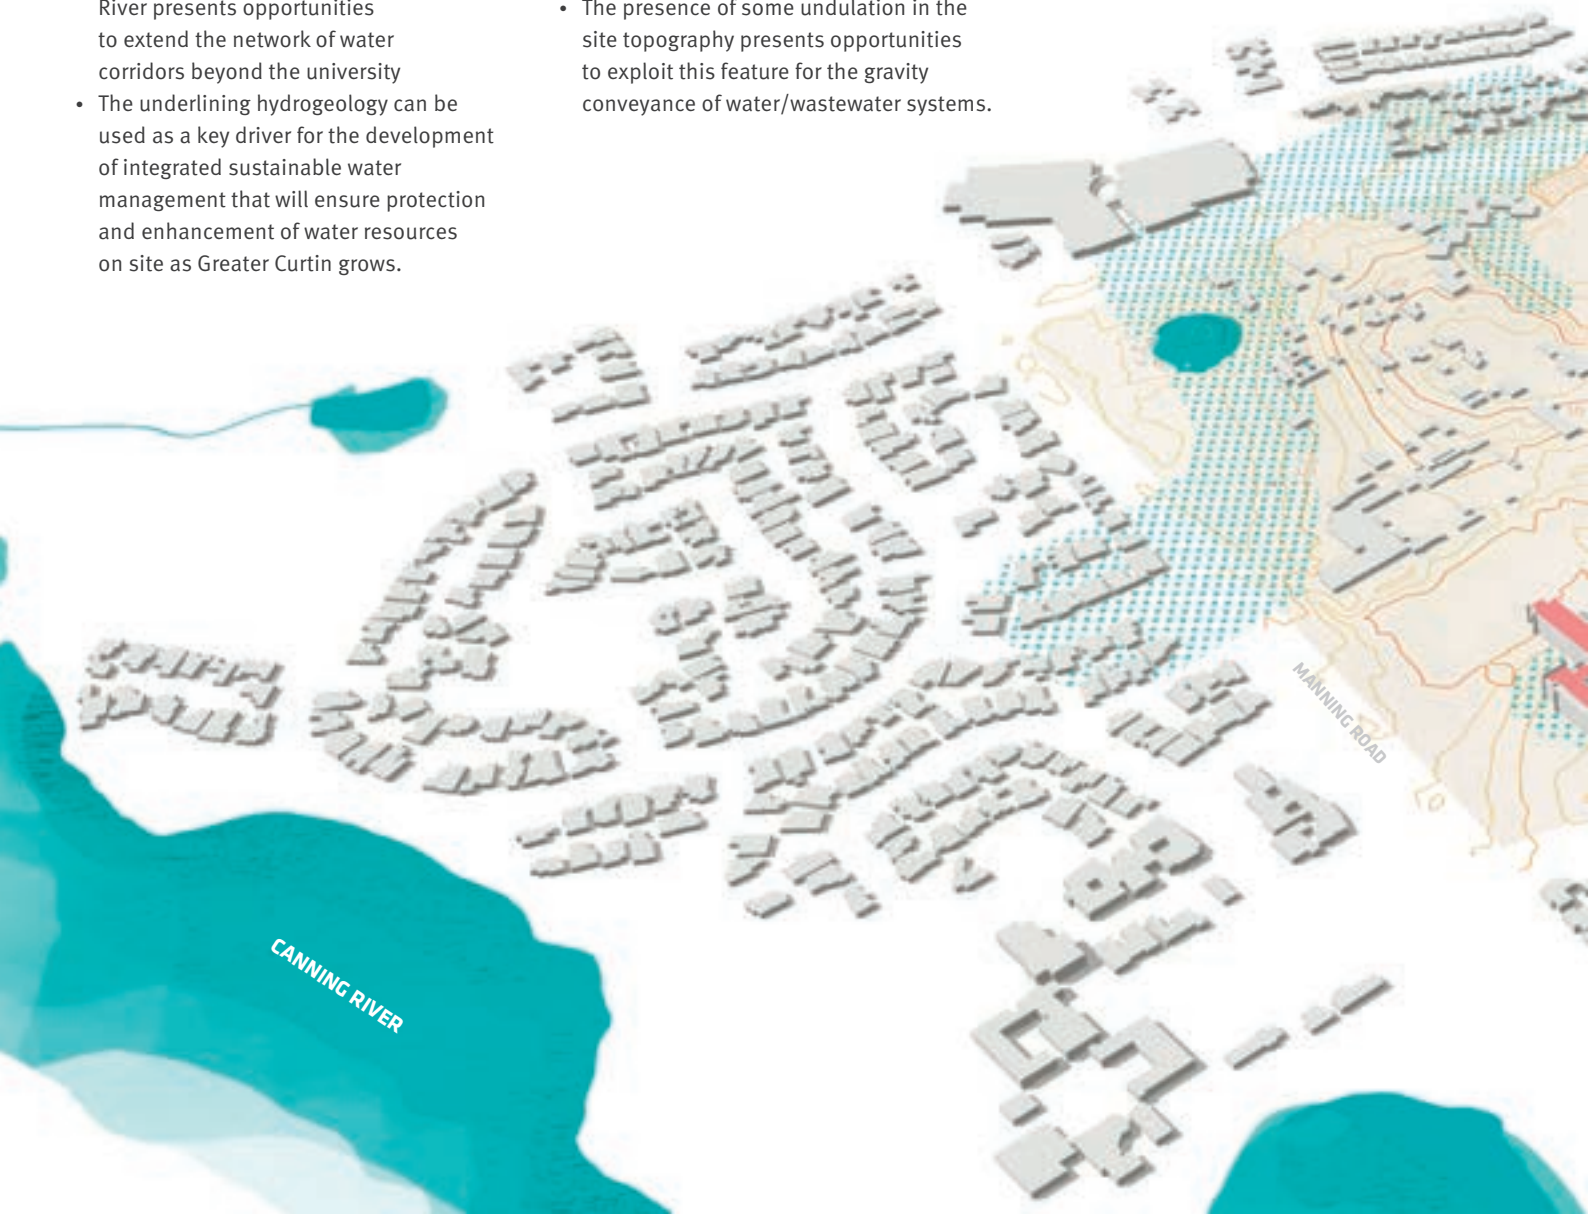 River presents opportunities
to extend the network of water
corridors beyond the university
• The underlining hydrogeology can be
used as a key driver for the development
of integrated sustainable water
management that will ensure protection
and enhancement of water resources
on site as Greater Curtin grows.
• The presence of some undulation in the
site topography presents opportunities
to exploit this feature for the gravity
conveyance of water/wastewater systems.
MANNING ROAD
CANNING RIVER